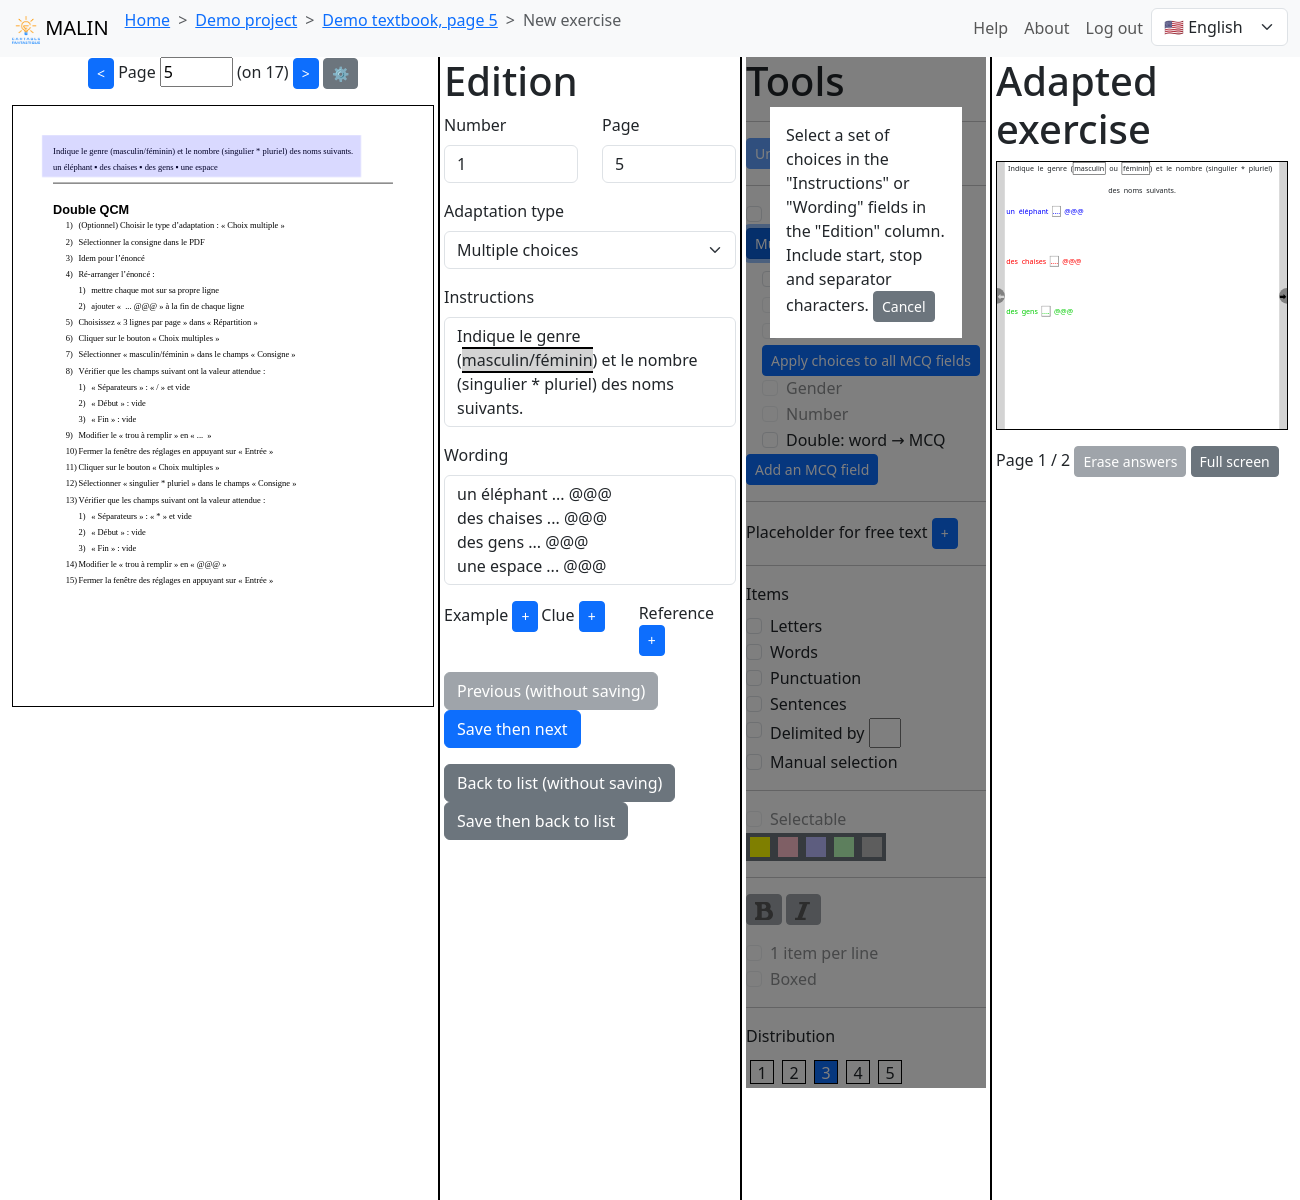 MALIN
Home > Demo project > Demo textbook, page 5 > New exercise
Help About Log out 🇺🇸 English
< Page 5 (on 17) > ⚙️
Indique le genre (masculin/féminin) et le nombre (singulier * pluriel) des noms suivants.
un éléphant • des chaises • des gens • une espace
Double QCM
1) (Optionnel) Choisir le type d’adaptation : « Choix multiple »
2) Sélectionner la consigne dans le PDF
3) Idem pour l’énoncé
4) Ré-arranger l’énoncé :
1) mettre chaque mot sur sa propre ligne
2) ajouter « ... @@@ » à la fin de chaque ligne
5) Choisissez « 3 lignes par page » dans « Répartition »
6) Cliquer sur le bouton « Choix multiples »
7) Sélectionner « masculin/féminin » dans le champs « Consigne »
8) Vérifier que les champs suivant ont la valeur attendue :
1) « Séparateurs » : « / » et vide
2) « Début » : vide
3) « Fin » : vide
9) Modifier le « trou à remplir » en « ... »
10) Fermer la fenêtre des réglages en appuyant sur « Entrée »
11) Cliquer sur le bouton « Choix multiples »
12) Sélectionner « singulier * pluriel » dans le champs « Consigne »
13) Vérifier que les champs suivant ont la valeur attendue :
1) « Séparateurs » : « * » et vide
2) « Début » : vide
3) « Fin » : vide
14) Modifier le « trou à remplir » en « @@@ »
15) Fermer la fenêtre des réglages en appuyant sur « Entrée »
Edition
Number Page
1 5
Adaptation type
Multiple choices
Instructions
Indique le genre
(masculin/féminin) et le nombre
(singulier * pluriel) des noms
suivants.
Wording
un éléphant ... @@@
des chaises ... @@@
des gens ... @@@
une espace ... @@@
Example + Clue + Reference
+
Previous (without saving)
Save then next
Back to list (without saving)
Save then back to list
Tools
Select a set of
choices in the
"Instructions" or
"Wording" fields in
the "Edition" column.
Include start, stop
and separator
characters. Cancel
Apply choices to all MCQ fields
Gender
Number
Double: word → MCQ
Add an MCQ field
Placeholder for free text +
Items
Letters
Words
Punctuation
Sentences
Delimited by
Manual selection
Selectable
B I
1 item per line
Boxed
Distribution
1 2 3 4 5
Adapted
exercise
Indique le genre (masculin ou féminin) et le nombre (singulier * pluriel)
des noms suivants.
un éléphant .... @@@
des chaises .... @@@
des gens .... @@@
Page 1 / 2 Erase answers Full screen